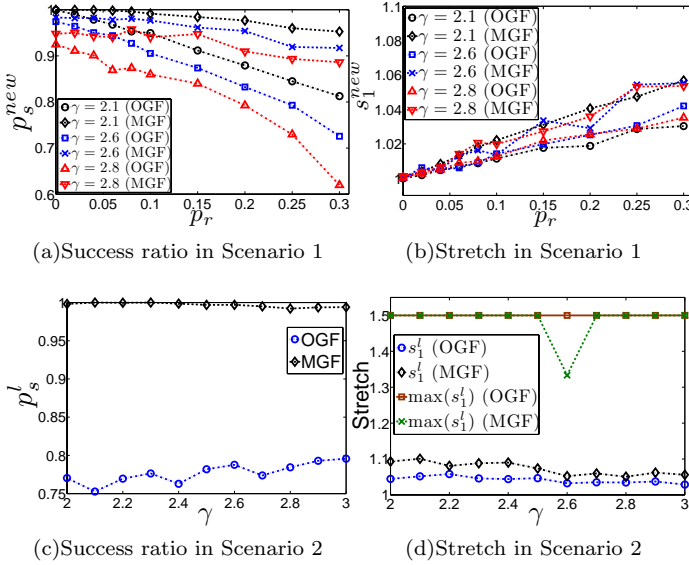 1
0.9
0.8
0.7
0.6
0
0.05
0.1
0.15
0.2
0.25
0.3
p_s^{new}
p_r
γ = 2.1 (OGF)
γ = 2.1 (MGF)
γ = 2.6 (OGF)
γ = 2.6 (MGF)
γ = 2.8 (OGF)
γ = 2.8 (MGF)
(a)Success ratio in Scenario 1
1.1
1.08
1.06
1.04
1.02
1
0
0.05
0.1
0.15
0.2
0.25
0.3
s_1^{new}
p_r
γ = 2.1 (OGF)
γ = 2.1 (MGF)
γ = 2.6 (OGF)
γ = 2.6 (MGF)
γ = 2.8 (OGF)
γ = 2.8 (MGF)
(b)Stretch in Scenario 1
1
0.95
0.9
0.85
0.8
0.75
2
2.2
2.4
2.6
2.8
3
p_s^l
γ
OGF
MGF
(c)Success ratio in Scenario 2
1.5
1.4
1.3
1.2
1.1
1
2
2.2
2.4
2.6
2.8
3
Stretch
γ
s_1^l (OGF)
s_1^l (MGF)
max(s_1^l) (OGF)
max(s_1^l) (MGF)
(d)Stretch in Scenario 2